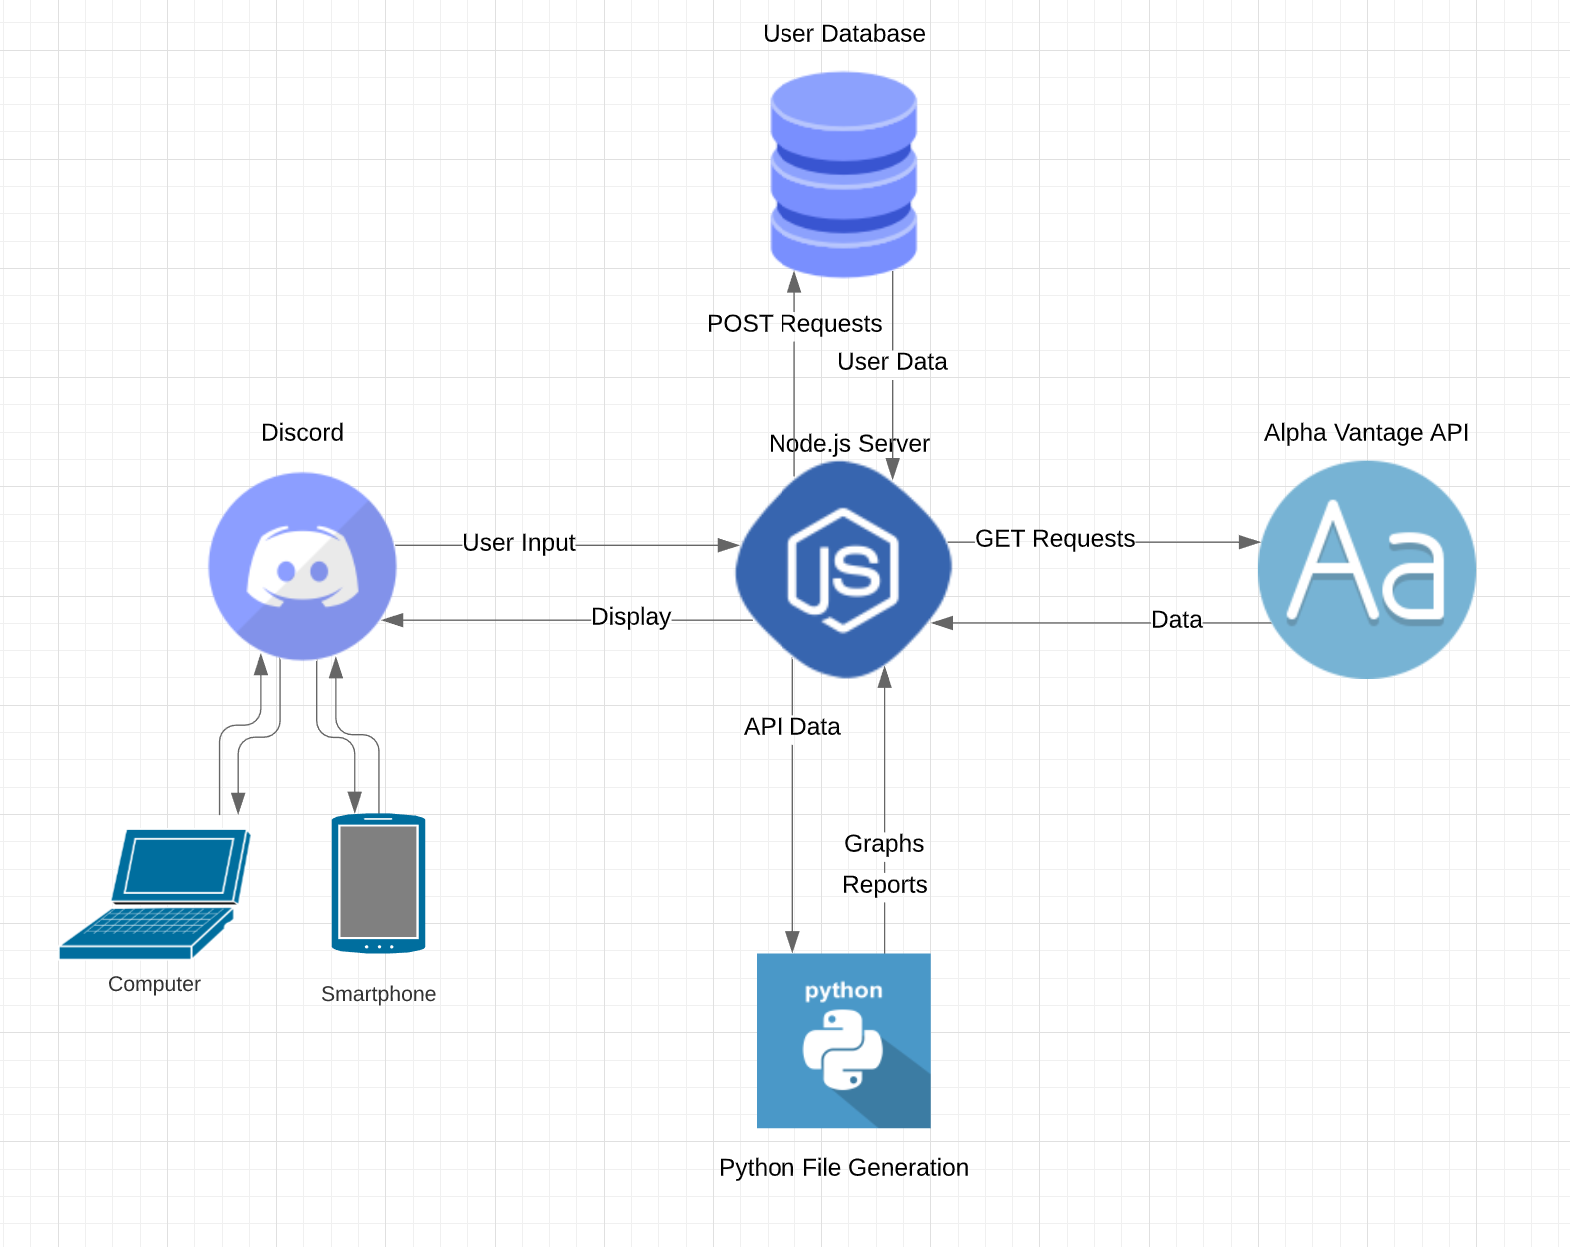 User Database
POST Requests
User Data
Discord
Node.js Server
Alpha Vantage API
User Input
GET Requests
JS
Aa
Display
Data
API Data
Graphs
Reports
Computer
Smartphone
python
Python File Generation